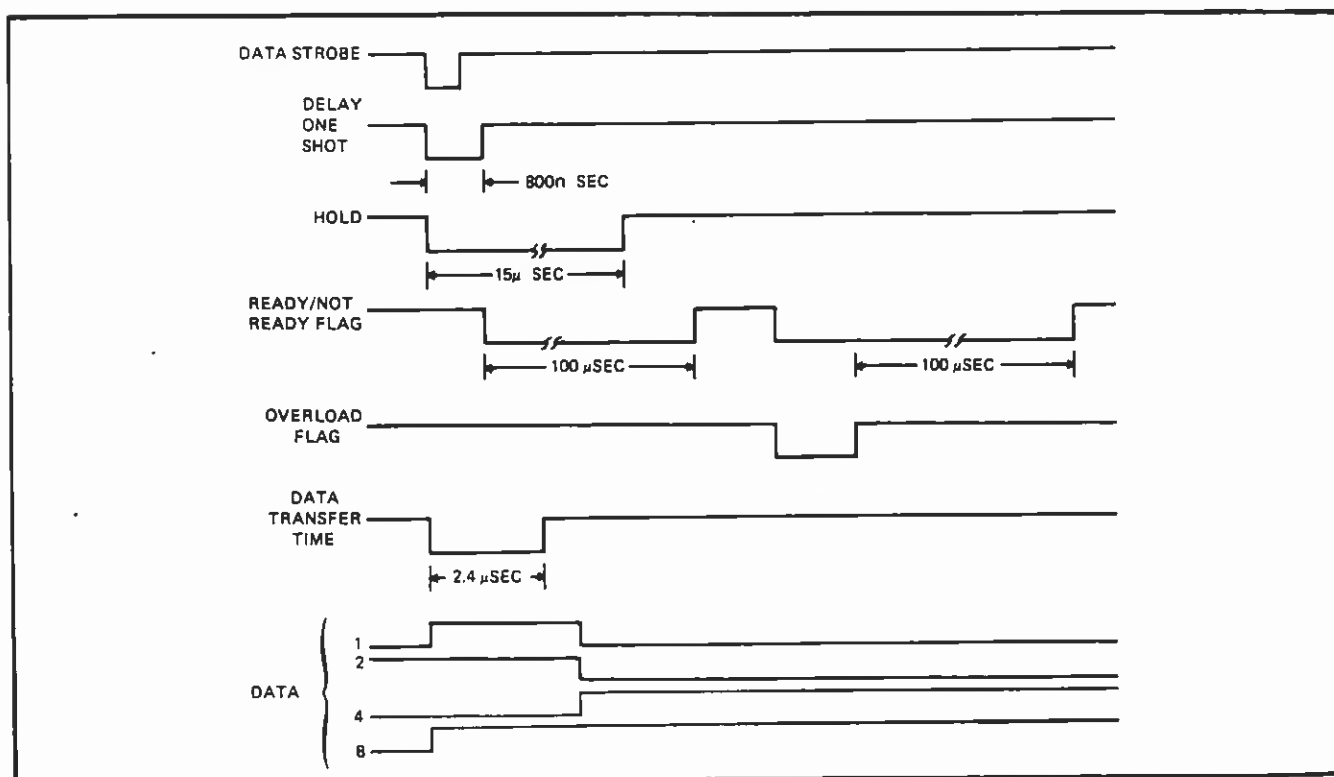 DATA STROBE
DELAY
ONE
SHOT
800n SEC
HOLD
15µ SEC
READY/NOT
READY FLAG
100 µSEC
100 µSEC
OVERLOAD
FLAG
DATA
TRANSFER
TIME
2.4 µSEC
DATA
1
2
4
8